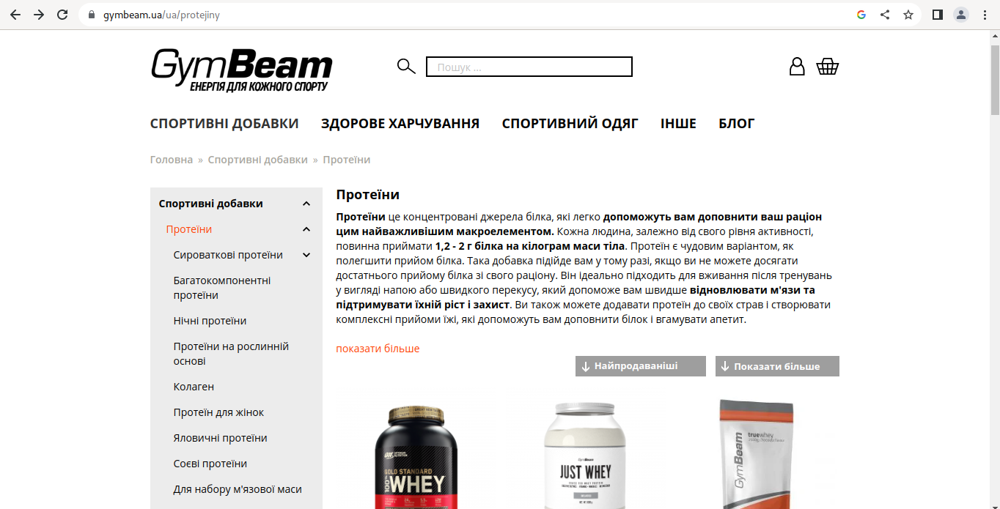 gymbeam.ua/ua/protejiny
GymBeam
ЕНЕРГІЯ ДЛЯ КОЖНОГО СПОРТУ
Пошук ...
СПОРТИВНІ ДОБАВКИ ЗДОРОВЕ ХАРЧУВАННЯ СПОРТИВНИЙ ОДЯГ ІНШЕ БЛОГ
Головна » Спортивні добавки » Протеїни
Спортивні добавки
Протеїни
Сироваткові протеїни
Багатокомпонентні
протеїни
Нічні протеїни
Протеїни на рослинній
основі
Колаген
Протеїн для жінок
Яловичні протеїни
Соєві протеїни
Для набору м'язової маси
Протеїни
Протеїни це концентровані джерела білка, які легко допоможуть вам доповнити ваш раціон
цим найважливішим макроелементом. Кожна людина, залежно від свого рівня активності,
повинна приймати 1,2 - 2 г білка на кілограм маси тіла. Протеїн є чудовим варіантом, як
полегшити прийом білка. Така добавка підійде вам у тому разі, якщо ви не можете досягати
достатнього прийому білка зі свого раціону. Він ідеально підходить для вживання після тренувань
у вигляді напою або швидкого перекусу, який допоможе вам швидше відновлювати м'язи та
підтримувати їхній ріст і захист. Ви також можете додавати протеїн до своїх страв і створювати
комплексні прийоми їжі, які допоможуть вам доповнити білок і вгамувати апетит.
показати більше
Найпродаваніші
Показати більше
ON OPTIMUM NUTRITION
GOLD STANDARD
100% WHEY
GymBeam
JUST WHEY
GymBeam
truewhey